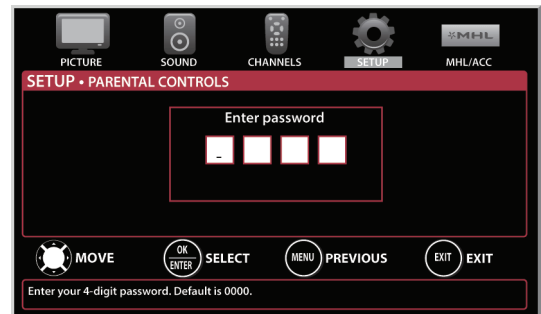 PICTURE SOUND CHANNELS SETUP MHL/ACC
MHL
SETUP • PARENTAL CONTROLS
Enter password
-
MOVE OK ENTER SELECT MENU PREVIOUS EXIT EXIT
Enter your 4-digit password. Default is 0000.